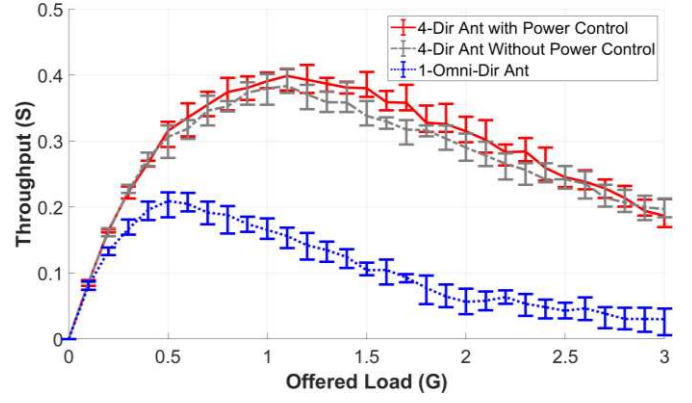 0.5
4-Dir Ant with Power Control
4-Dir Ant Without Power Control
1-Omni-Dir Ant
0.4
0.3
0.2
0.1
0
Throughput (S)
0 0.5 1 1.5 2 2.5 3
Offered Load (G)